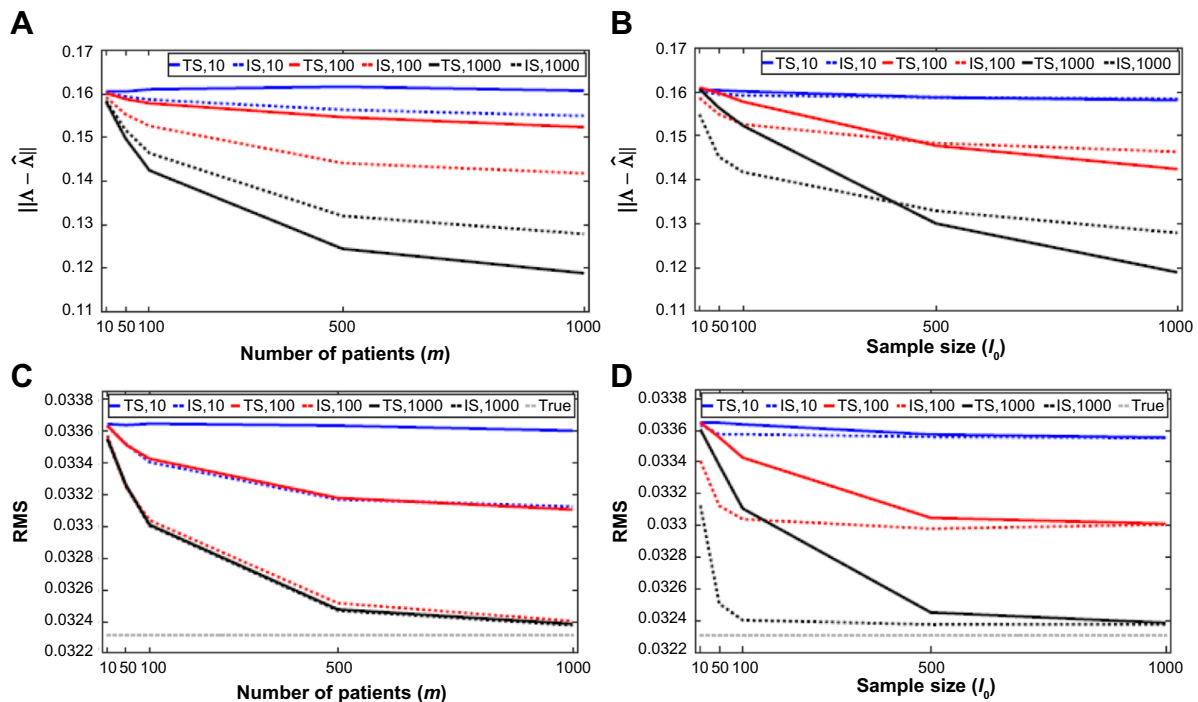 A
0.17
0.16
0.15
0.14
0.13
0.12
0.11
||Λ − Λ̂||
TS,10 IS,10 TS,100 IS,100 TS,1000 IS,1000
10 50 100 500 1000
Number of patients (m)
B
0.17
0.16
0.15
0.14
0.13
0.12
0.11
||Λ − Λ̂||
TS,10 IS,10 TS,100 IS,100 TS,1000 IS,1000
10 50 100 500 1000
Sample size (I₀)
C
0.0338
0.0336
0.0334
0.0332
0.033
0.0328
0.0326
0.0324
0.0322
RMS
TS,10 IS,10 TS,100 IS,100 TS,1000 IS,1000 True
10 50 100 500 1000
Number of patients (m)
D
0.0338
0.0336
0.0334
0.0332
0.033
0.0328
0.0326
0.0324
0.0322
RMS
TS,10 IS,10 TS,100 IS,100 TS,1000 IS,1000 True
10 50 100 500 1000
Sample size (I₀)